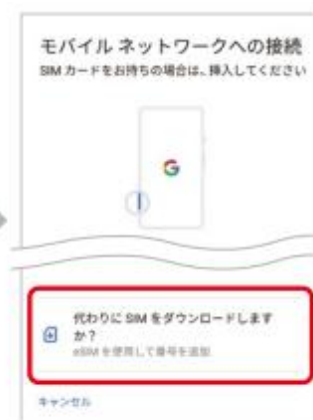 モバイル ネットワークへの接続
SIM カードをお持ちの場合は、挿入してください
G
代わりに SIM をダウンロードします
か？
eSIM を使用して番号を追加
キャンセル